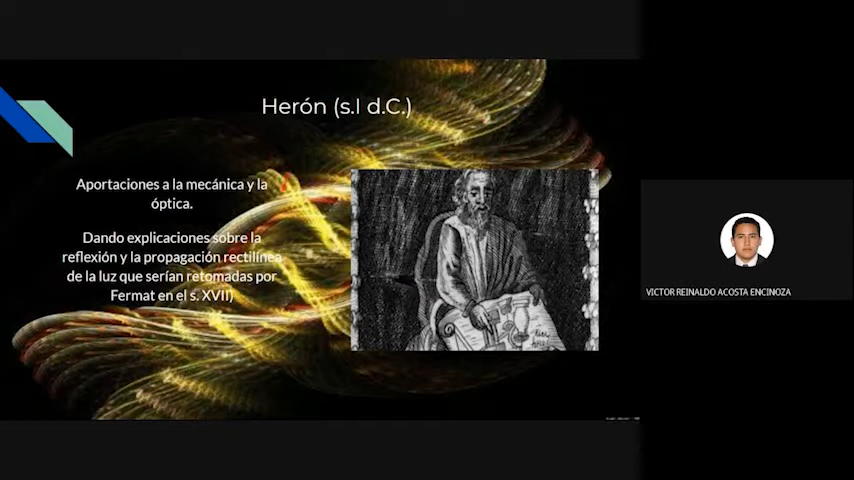 Herón (s.I d.C.)
Aportaciones a la mecánica y la
óptica.
Dando explicaciones sobre la
reflexión y la propagación rectilínea
de la luz que serían retomadas por
Fermat en el s. XVII)
VICTOR REINALDO ACOSTA ENCINOZA